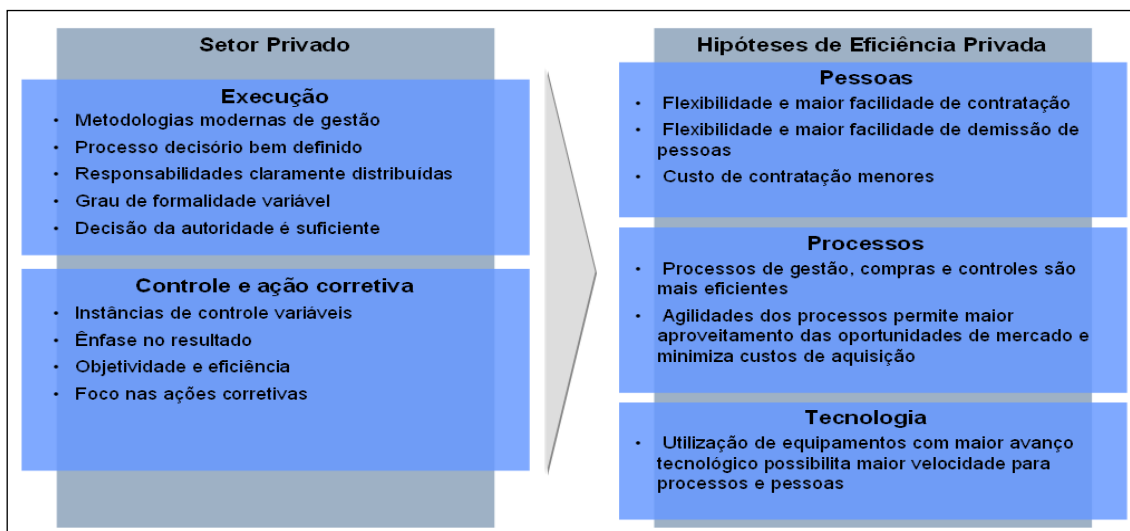 Setor Privado
Execução
• Metodologias modernas de gestão
• Processo decisório bem definido
• Responsabilidades claramente distribuídas
• Grau de formalidade variável
• Decisão da autoridade é suficiente
Controle e ação corretiva
• Instâncias de controle variáveis
• Ênfase no resultado
• Objetividade e eficiência
• Foco nas ações corretivas
Hipóteses de Eficiência Privada
Pessoas
• Flexibilidade e maior facilidade de contratação
• Flexibilidade e maior facilidade de demissão de
pessoas
• Custo de contratação menores
Processos
• Processos de gestão, compras e controles são
mais eficientes
• Agilidades dos processos permite maior
aproveitamento das oportunidades de mercado e
minimiza custos de aquisição
Tecnologia
• Utilização de equipamentos com maior avanço
tecnológico possibilita maior velocidade para
processos e pessoas